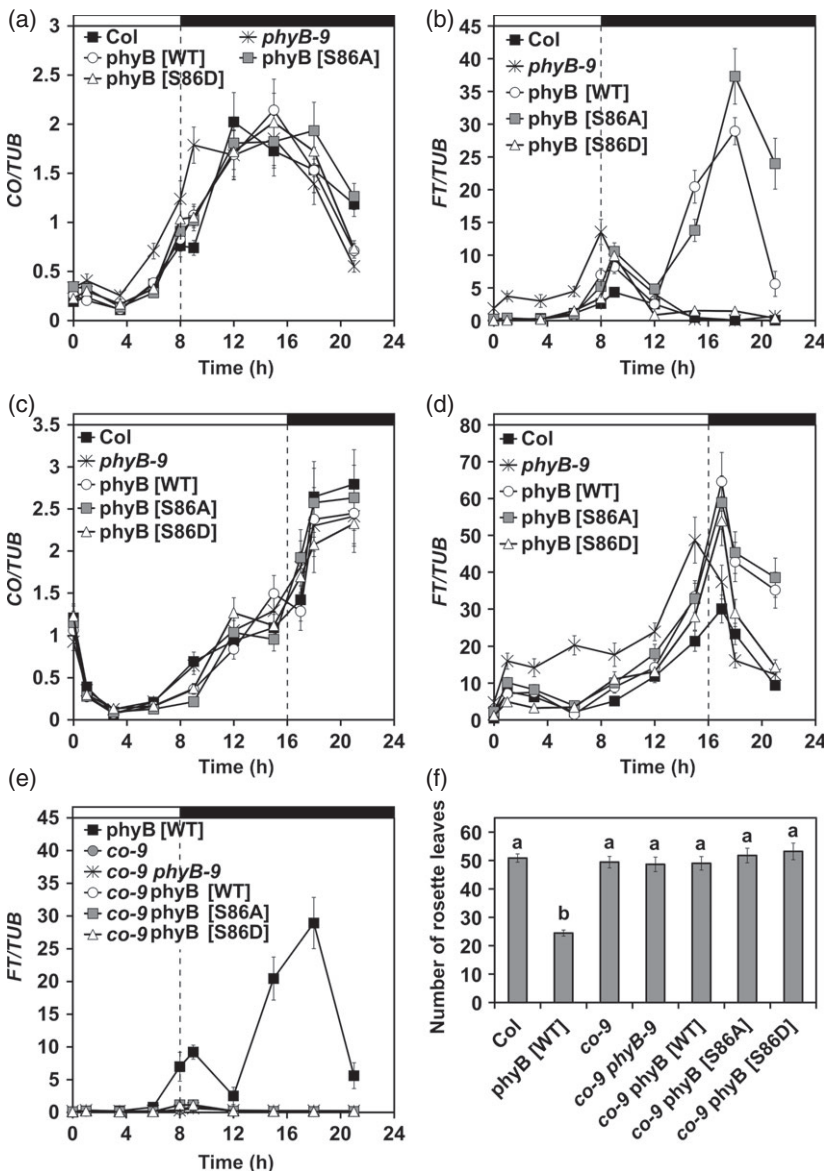 (a)
Col
phyB-9
phyB [WT]
phyB [S86A]
phyB [S86D]
3
2.5
2
1.5
1
0.5
0
CO/TUB
0 4 8 12 16 20 24
Time (h)
(b)
Col
phyB-9
phyB [WT]
phyB [S86A]
phyB [S86D]
45
40
35
30
25
20
15
10
5
0
FT/TUB
0 4 8 12 16 20 24
Time (h)
(c)
Col
phyB-9
phyB [WT]
phyB [S86A]
phyB [S86D]
3.5
3
2.5
2
1.5
1
0.5
0
CO/TUB
0 4 8 12 16 20 24
Time (h)
(d)
Col
phyB-9
phyB [WT]
phyB [S86A]
phyB [S86D]
80
70
60
50
40
30
20
10
0
FT/TUB
0 4 8 12 16 20 24
Time (h)
(e)
phyB [WT]
co-9
co-9 phyB-9
co-9 phyB [WT]
co-9 phyB [S86A]
co-9 phyB [S86D]
45
40
35
30
25
20
15
10
5
0
FT/TUB
0 4 8 12 16 20 24
Time (h)
(f)
60
50
40
30
20
10
0
Number of rosette leaves
a b a a a a a
Col
phyB [WT]
co-9
co-9 phyB-9
co-9 phyB [WT]
co-9 phyB [S86A]
co-9 phyB [S86D]